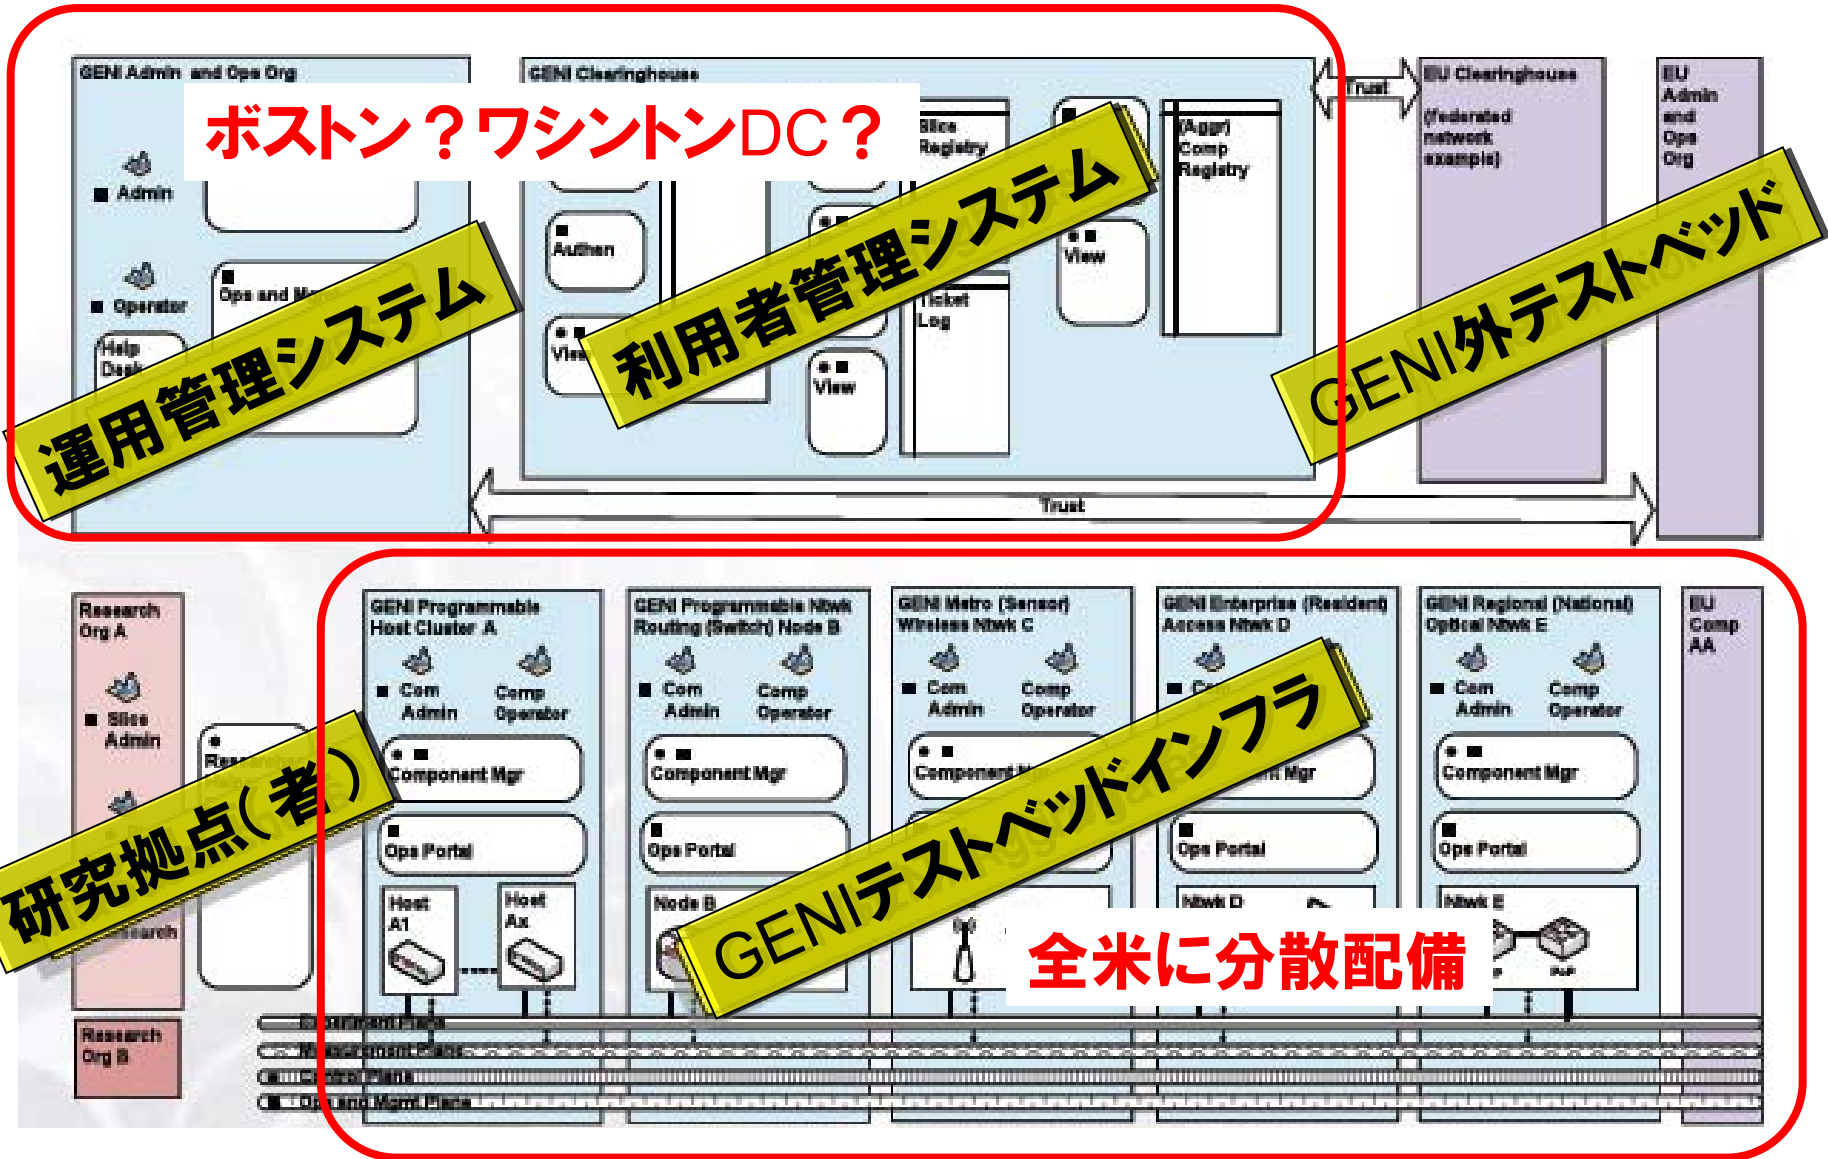 GENI Admin and Ops Org
GENI Clearinghouse
Trust
EU Clearinghouse
(federated
network
example)
EU
Admin
and
Ops
Org
ボストン？ワシントンDC？
Slice
Registry
(Aggr)
Comp
Registry
Admin
Authen
View
Operator
Ops and
Help
Desk
View
Ticket
Log
View
運用管理システム
利用者管理システム
GENI外テストベッド
Trust
Research
Org A
Slice
Admin
GENI Programmable
Host Cluster A
Com
Admin
Comp
Operator
Component Mgr
Ops Portal
Host
A1
Host
Ax
GENI Programmable Ntwk
Routing (Switch) Node B
Com
Admin
Comp
Operator
Component Mgr
Ops Portal
Node B
GENI Metro (Sensor)
Wireless Ntwk C
Com
Admin
Comp
Operator
Component
GENI Enterprise (Resident)
Access Ntwk D
Com
Mgr
Ops Portal
Ntwk D
GENI Regional (National)
Optical Ntwk E
Com
Admin
Comp
Operator
Component Mgr
Ops Portal
Ntwk E
PoP
EU
Comp
AA
研究拠点(者)
GENIテストベッドインフラ
全米に分散配備
Research
Org B
Experiment Plane
Measurement Plane
Control Plane
Ops and Mgmt Plane